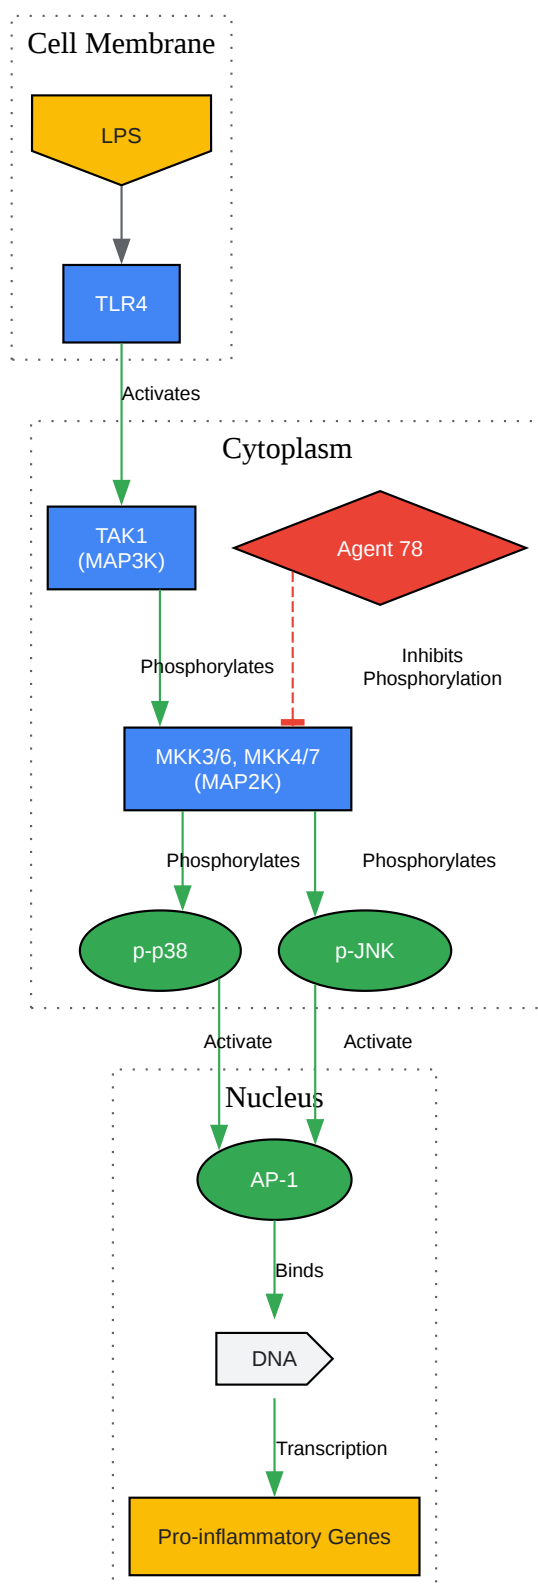 Cell Membrane
LPS
TLR4
Activates
Cytoplasm
TAK1
(MAP3K)
Agent 78
Phosphorylates
Inhibits
Phosphorylation
MKK3/6, MKK4/7
(MAP2K)
Phosphorylates
Phosphorylates
p-p38
p-JNK
Activate
Activate
Nucleus
AP-1
Binds
DNA
Transcription
Pro-inflammatory Genes